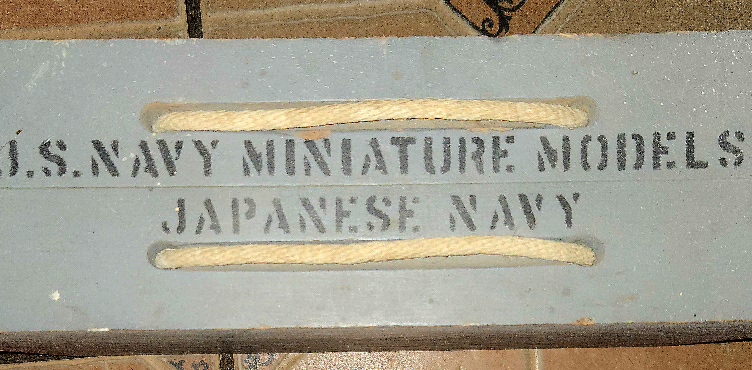 U.S. NAVY MINIATURE MODELS
JAPANESE NAVY